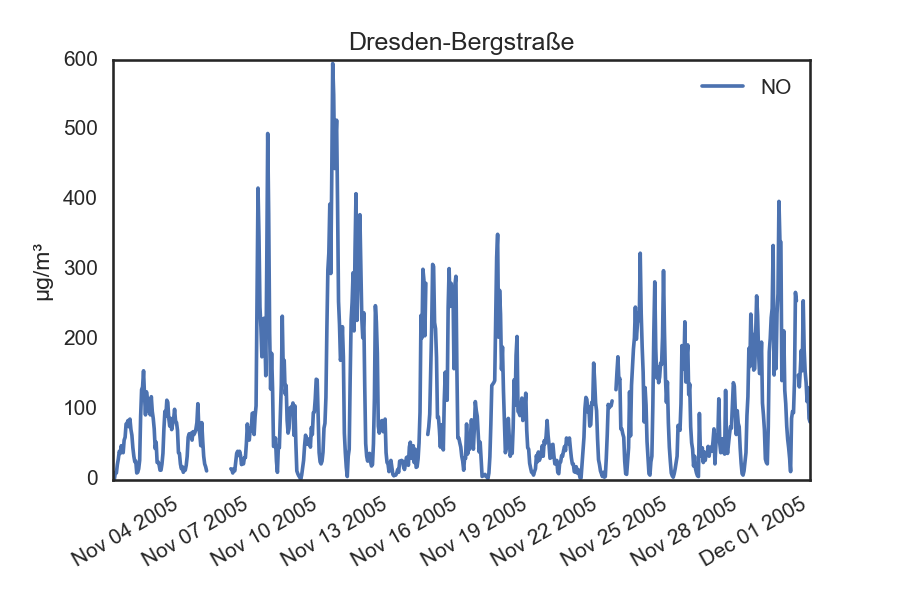 Dresden-Bergstraße
600
500
400
300
200
100
0
µg/m³
NO
Nov 04 2005
Nov 07 2005
Nov 10 2005
Nov 13 2005
Nov 16 2005
Nov 19 2005
Nov 22 2005
Nov 25 2005
Nov 28 2005
Dec 01 2005